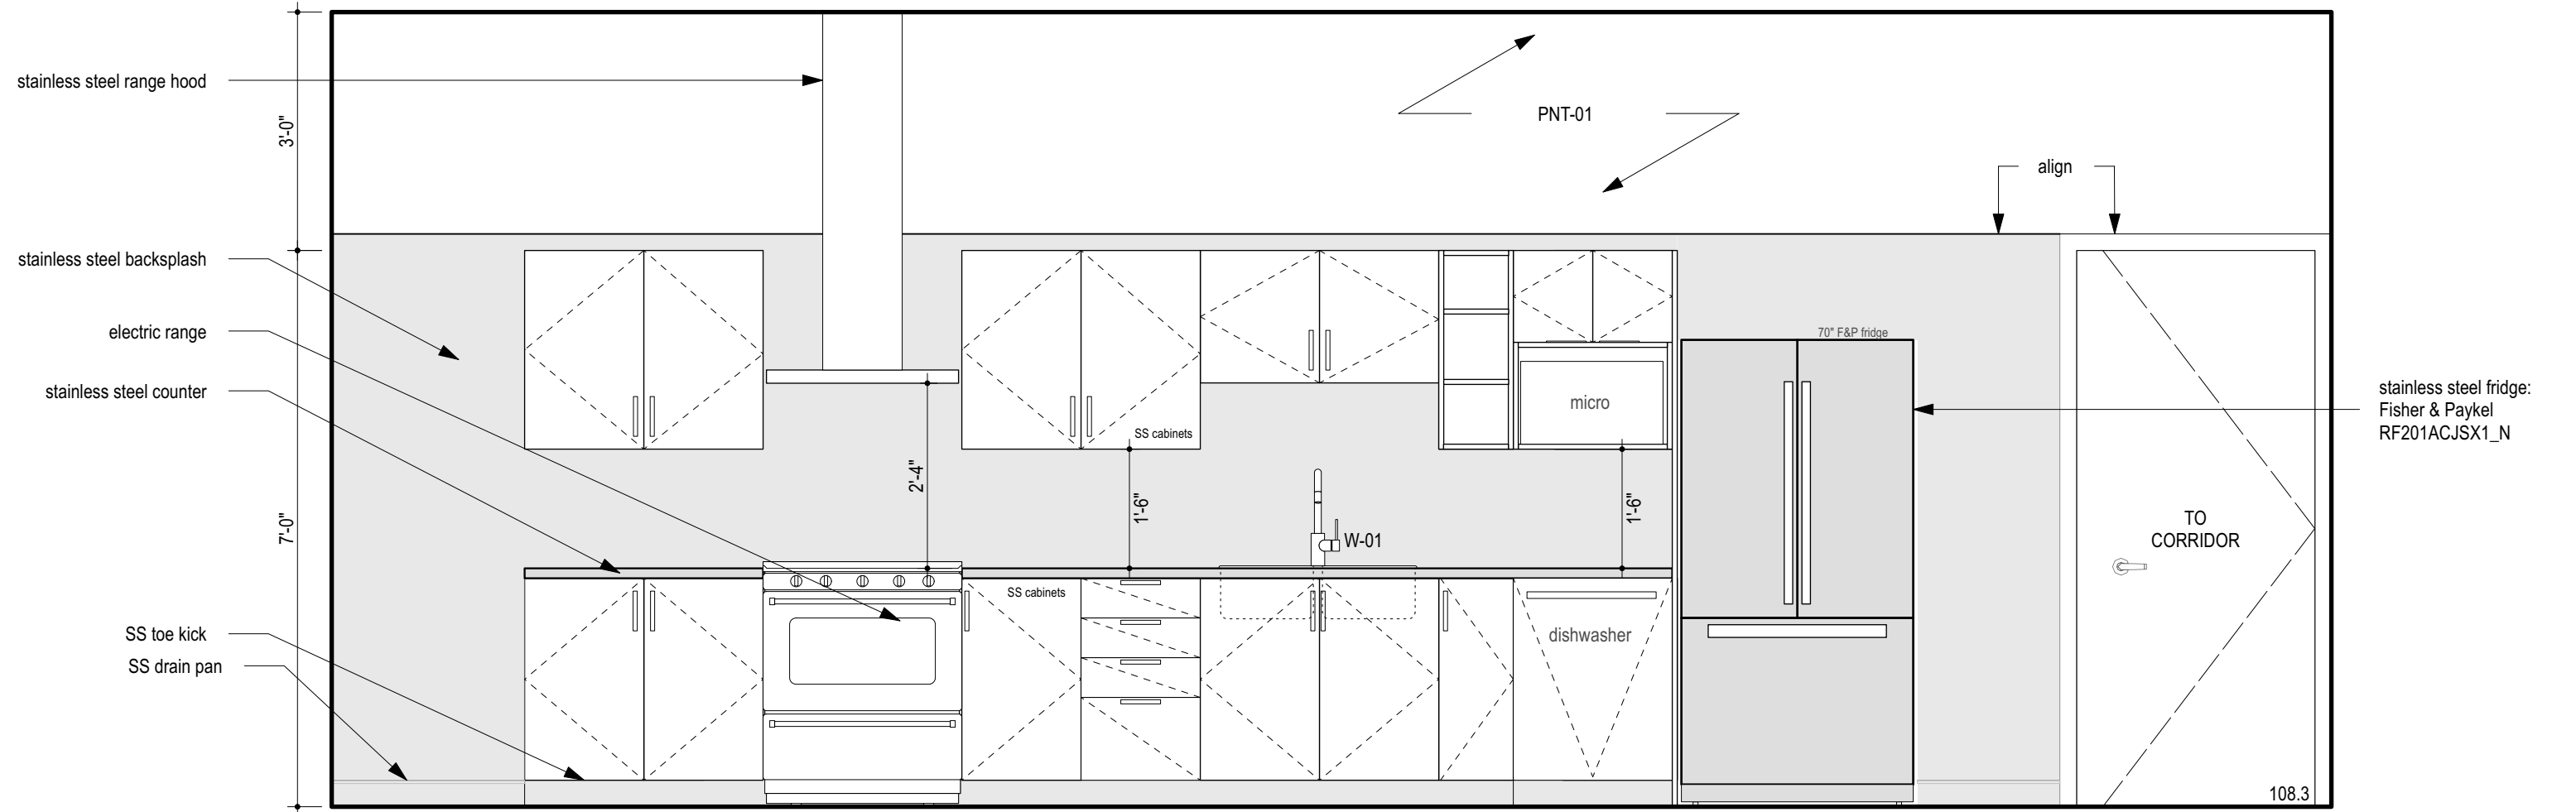 stainless steel range hood
3'-0"
PNT-01
align
stainless steel backsplash
electric range
70" F&P fridge
stainless steel counter
stainless steel fridge:
Fisher & Paykel
RF201ACJSX1_N
micro
SS cabinets
2'-4"
1'-6"
1'-6"
7'-0"
W-01
TO
CORRIDOR
SS cabinets
SS toe kick
dishwasher
SS drain pan
108.3